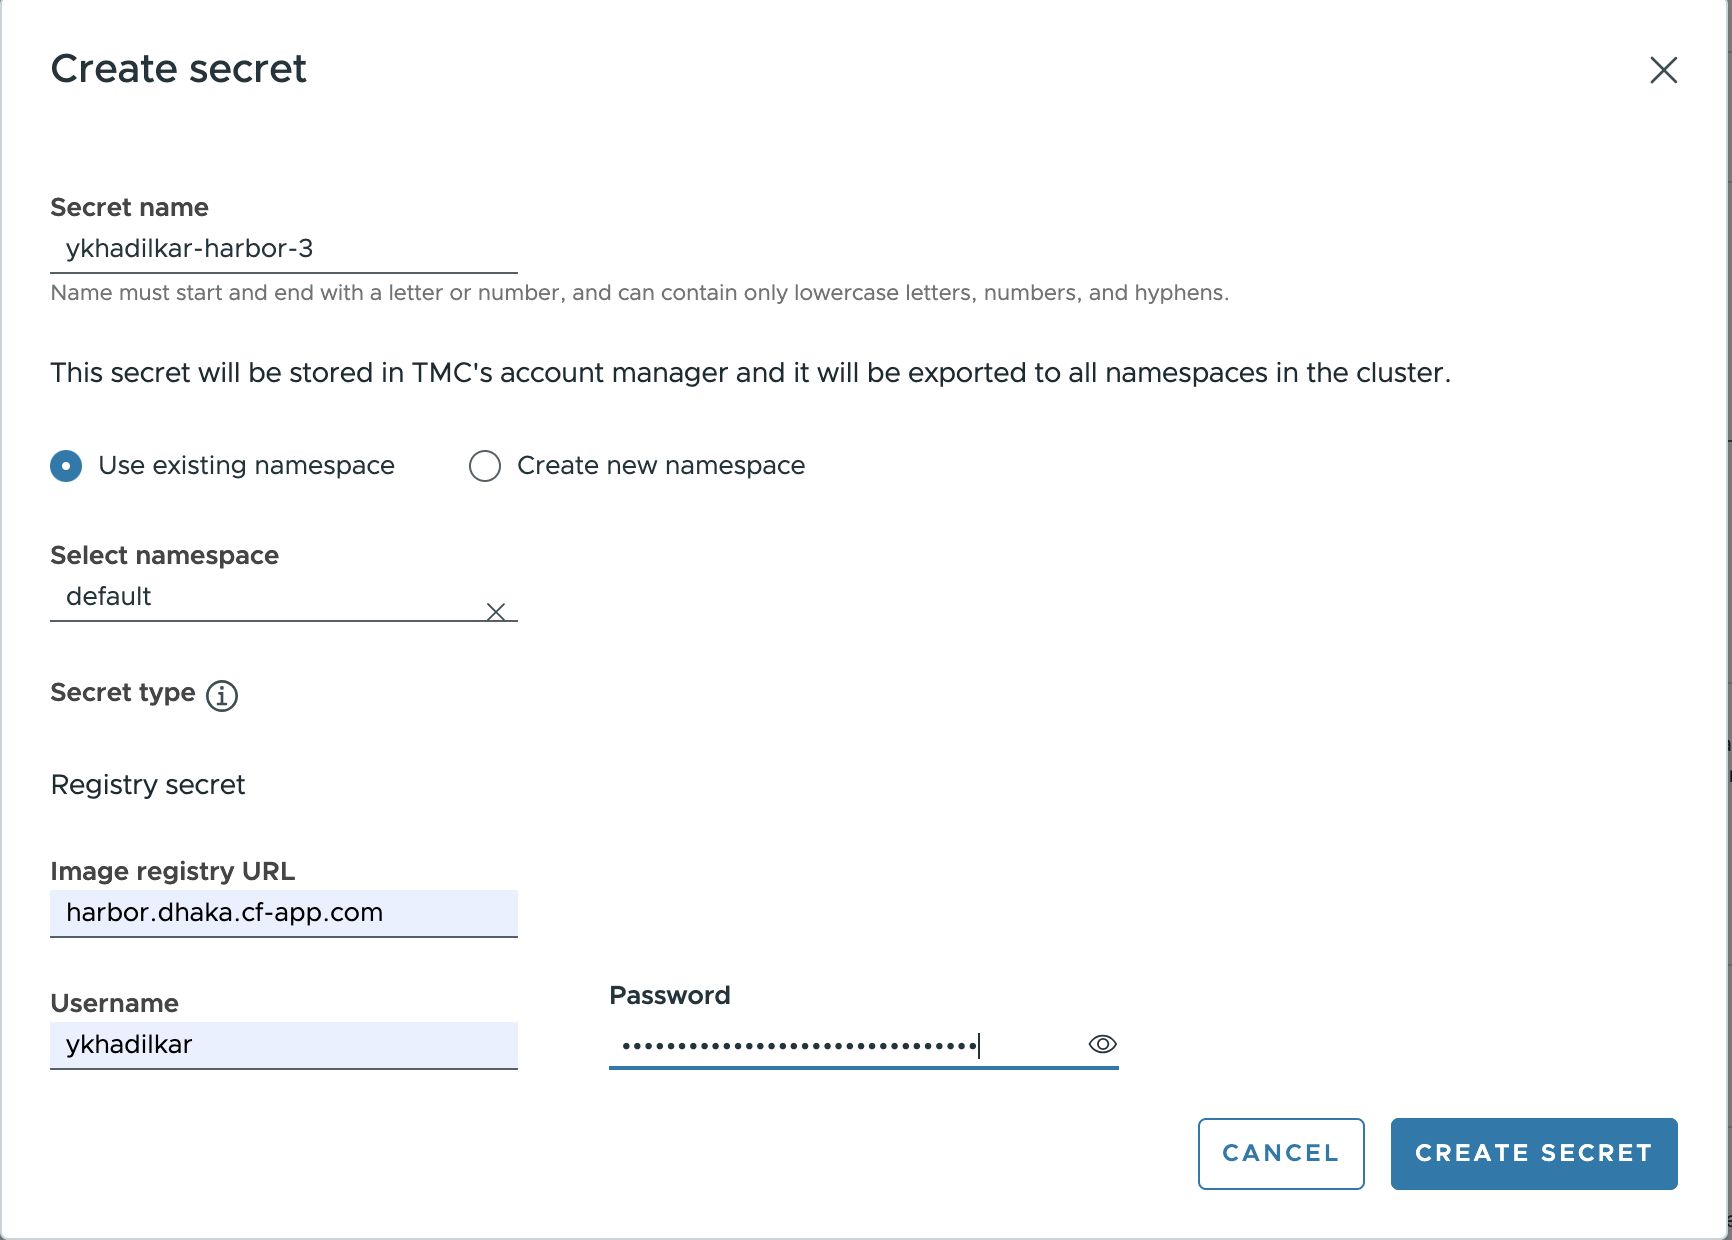 Create secret
Secret name
ykhadilkar-harbor-3
Name must start and end with a letter or number, and can contain only lowercase letters, numbers, and hyphens.
This secret will be stored in TMC's account manager and it will be exported to all namespaces in the cluster.
Use existing namespace Create new namespace
Select namespace
default
Secret type
Registry secret
Image registry URL
harbor.dhaka.cf-app.com
Username Password
ykhadilkar ••••••••••••••••••••••••••••••••
CANCEL CREATE SECRET